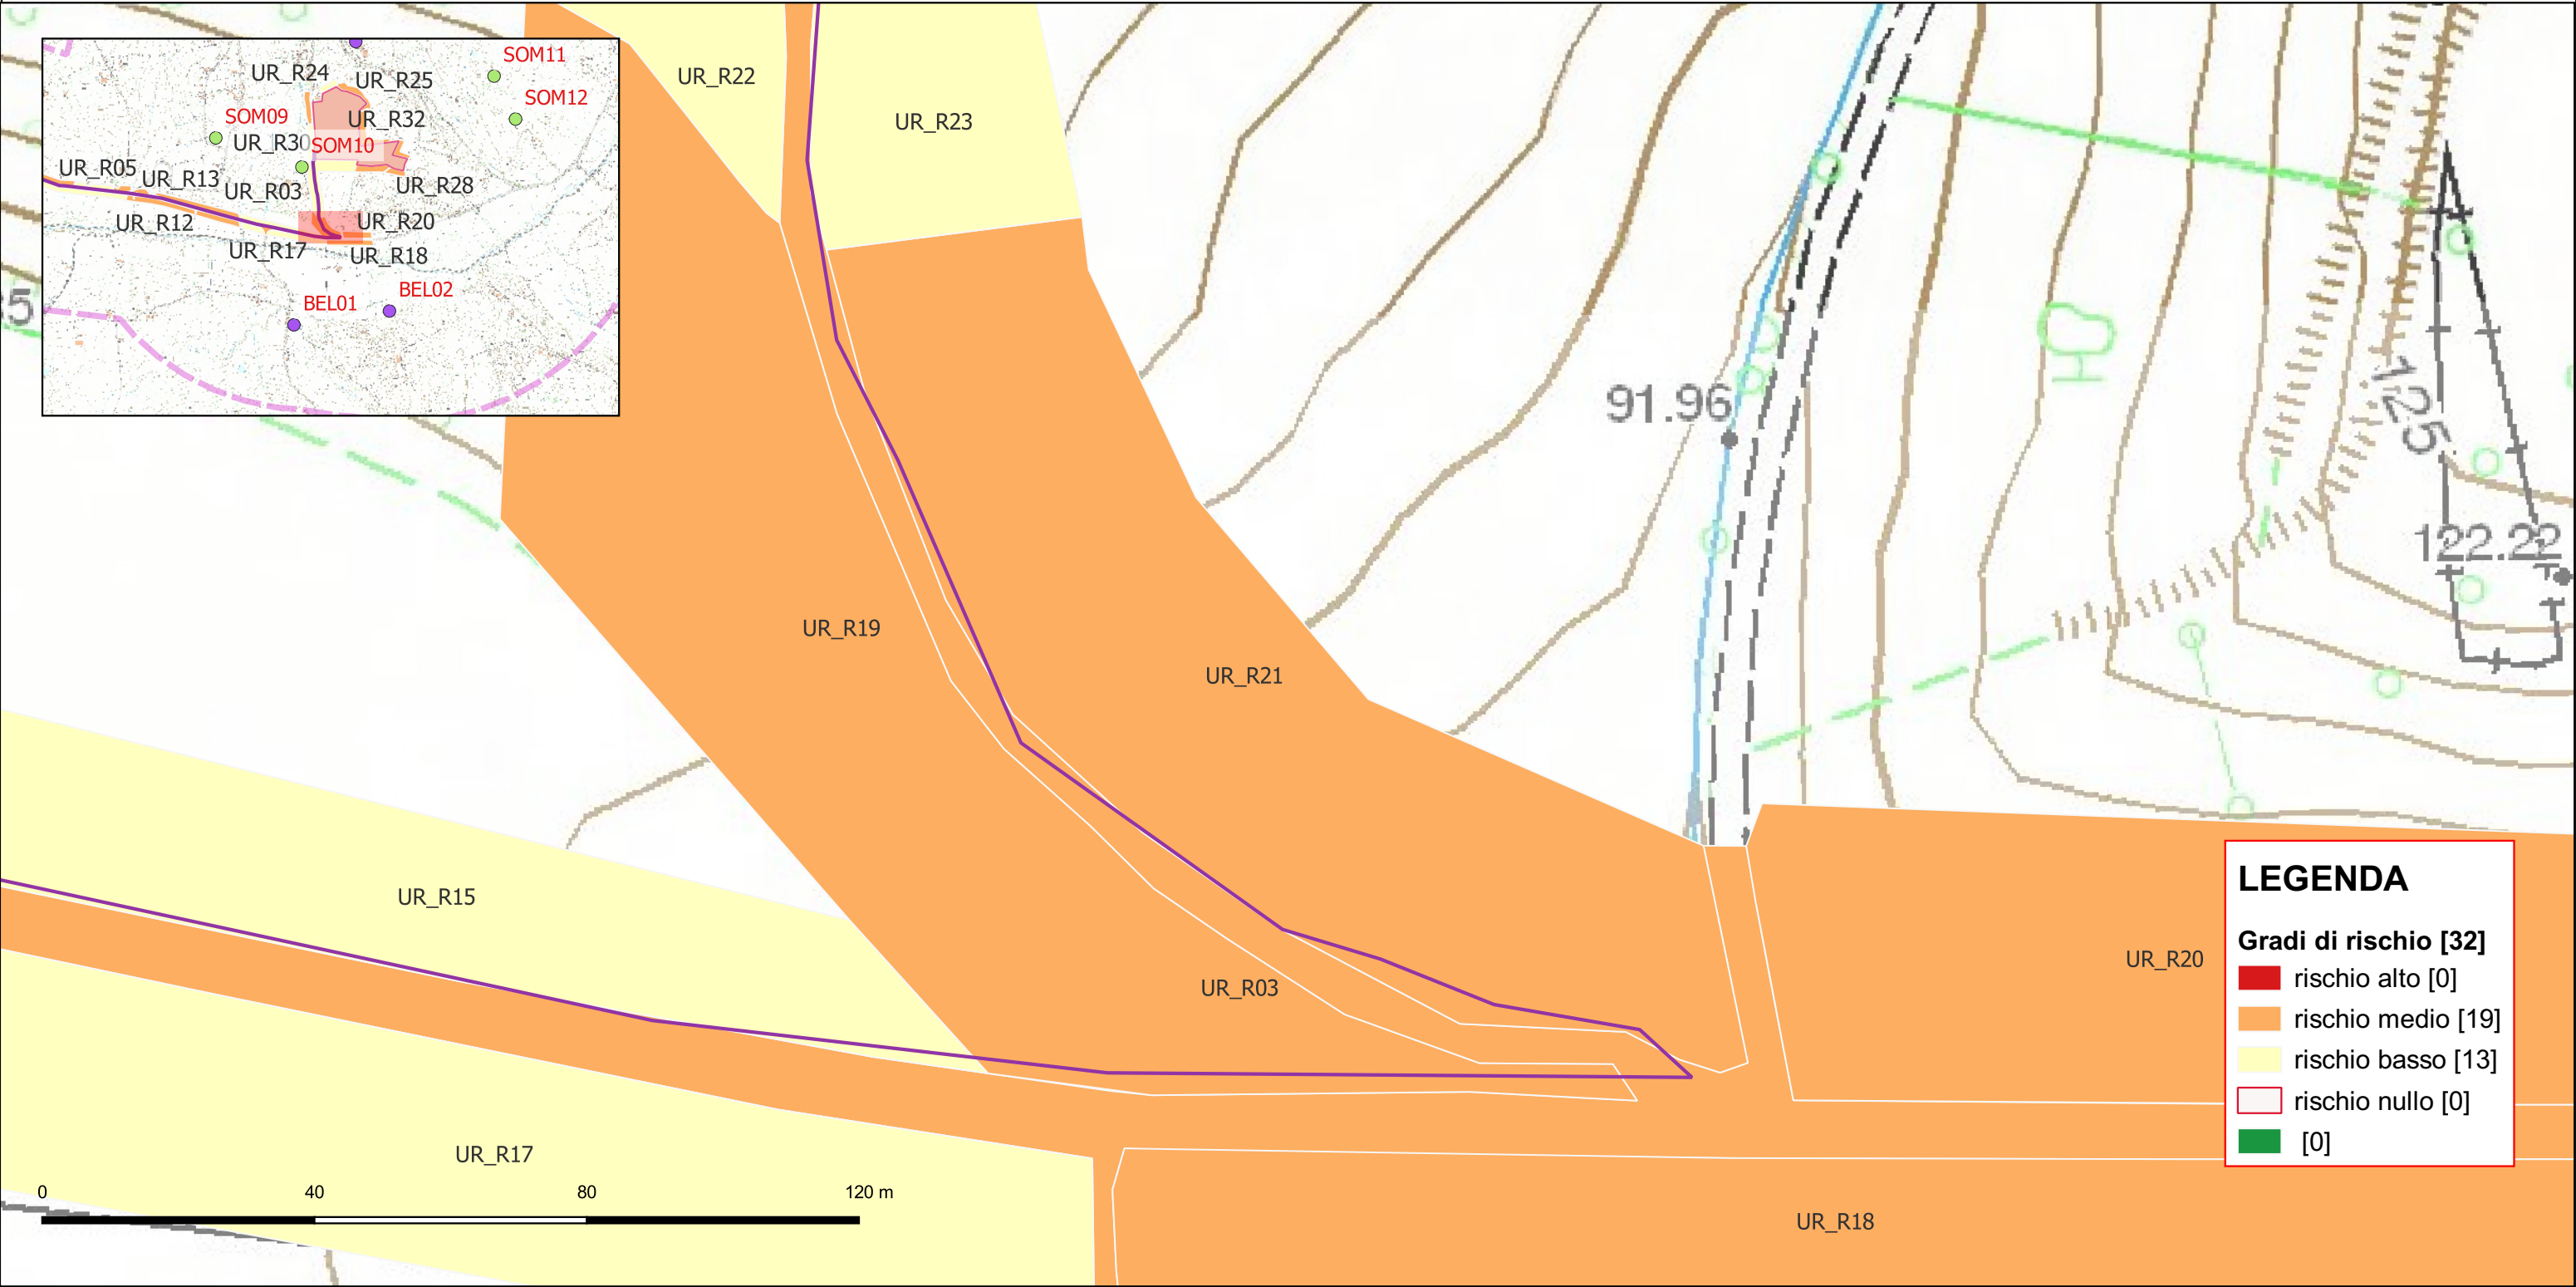 SOM11
UR_R24
UR_R25
SOM12
SOM09
UR_R32
UR_R30
SOM10
UR_R05
UR_R13
UR_R03
UR_R28
UR_R12
UR_R20
UR_R17
UR_R18
BEL01
BEL02
UR_R22
UR_R23
5
91.96
125
122.22
UR_R19
UR_R21
UR_R15
UR_R03
UR_R20
UR_R17
UR_R18
0 40 80 120 m
LEGENDA
Gradi di rischio [32]
rischio alto [0]
rischio medio [19]
rischio basso [13]
rischio nullo [0]
[0]